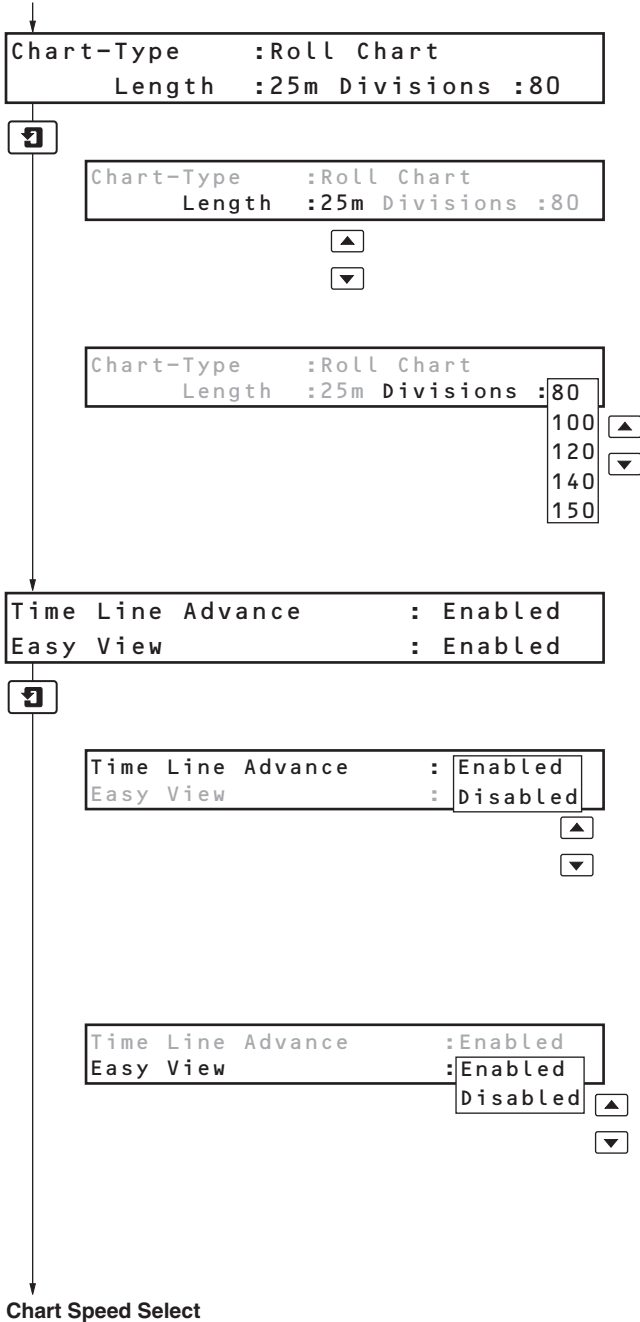 Chart-Type :Roll Chart
Length :25m Divisions :80
Chart-Type :Roll Chart
Length :25m Divisions :80
Chart-Type :Roll Chart
Length :25m Divisions :80
100
120
140
150
Time Line Advance : Enabled
Easy View : Enabled
Time Line Advance : Enabled
Easy View : Disabled
Time Line Advance :Enabled
Easy View :Enabled
Disabled
Chart Speed Select